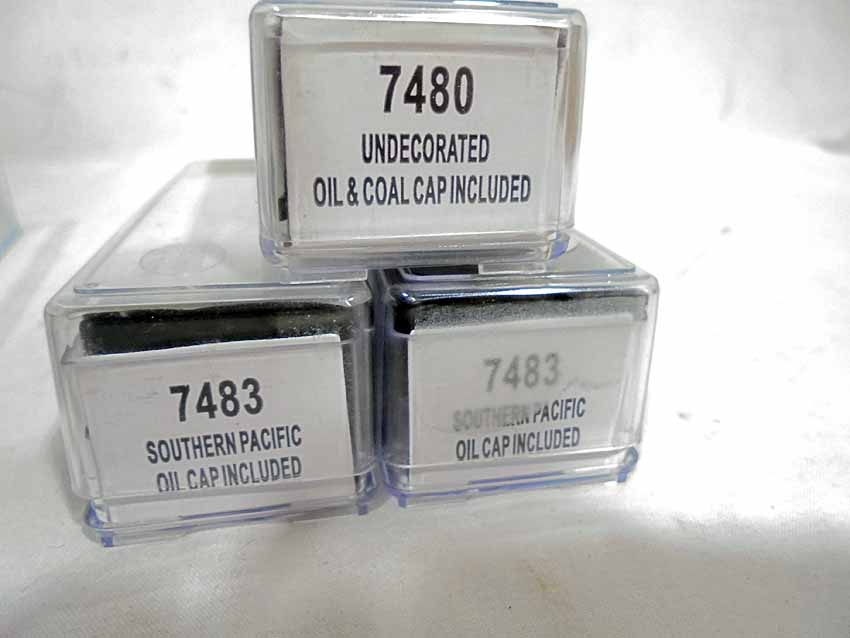 7480
UNDECORATED
OIL & COAL CAP INCLUDED
7483
SOUTHERN PACIFIC
OIL CAP INCLUDED
7483
SOUTHERN PACIFIC
OIL CAP INCLUDED